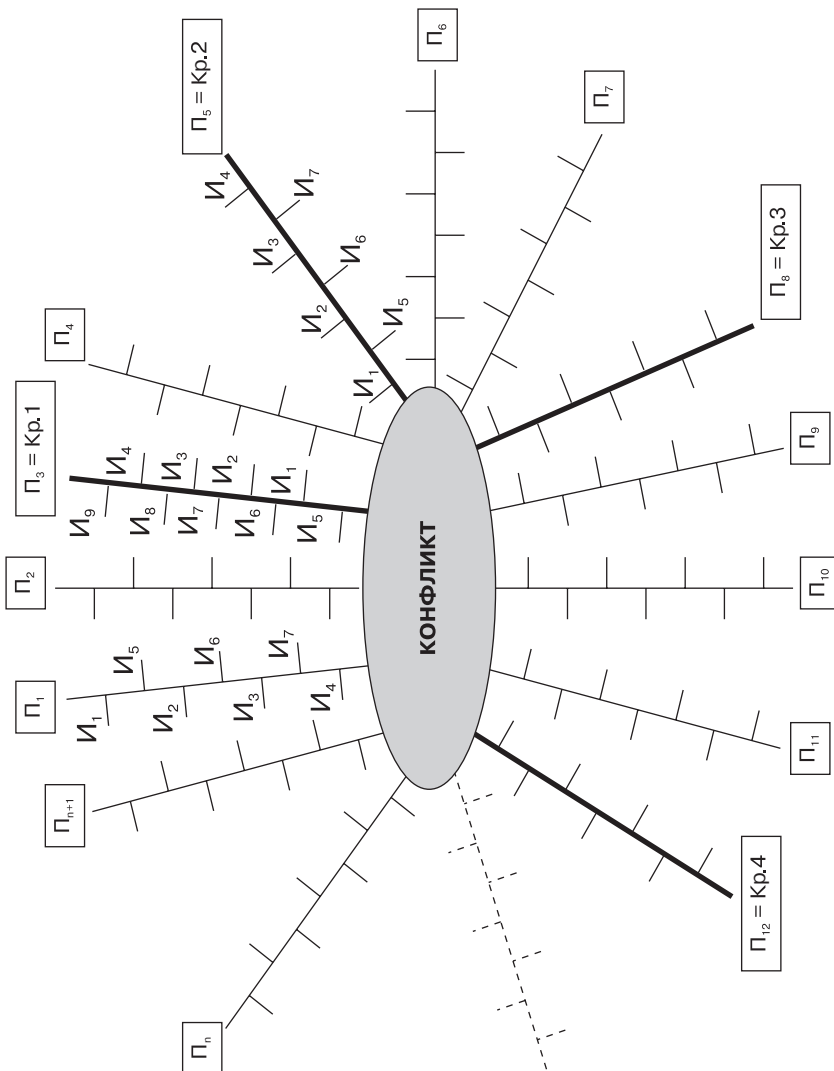 П₁
И₁
И₅
И₂
И₆
И₃
И₇
И₄
П₂
П₃ = Кр.1
И₉
И₄
И₈
И₃
И₇
И₂
И₆
И₁
И₅
П₄
П₅ = Кр.2
И₄
И₇
И₃
И₆
И₂
И₅
И₁
П₆
П₇
П₈ = Кр.3
П₉
П₁₀
П₁₁
П₁₂ = Кр.4
Пₙ
Пₙ₊₁
КОНФЛИКТ